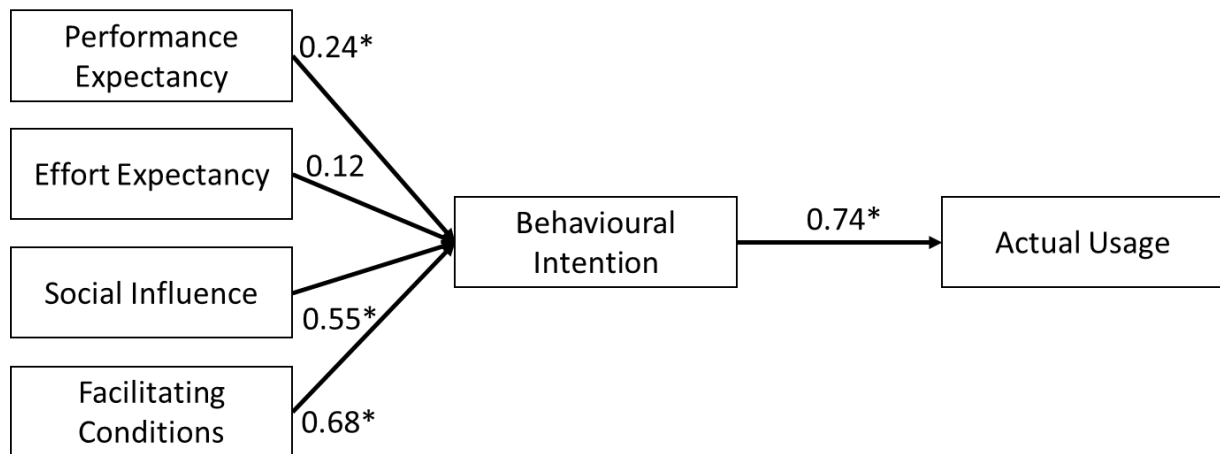 Performance
Expectancy
0.24*
Effort Expectancy
0.12
Social Influence
0.55*
Facilitating
Conditions
0.68*
Behavioural
Intention
0.74*
Actual Usage